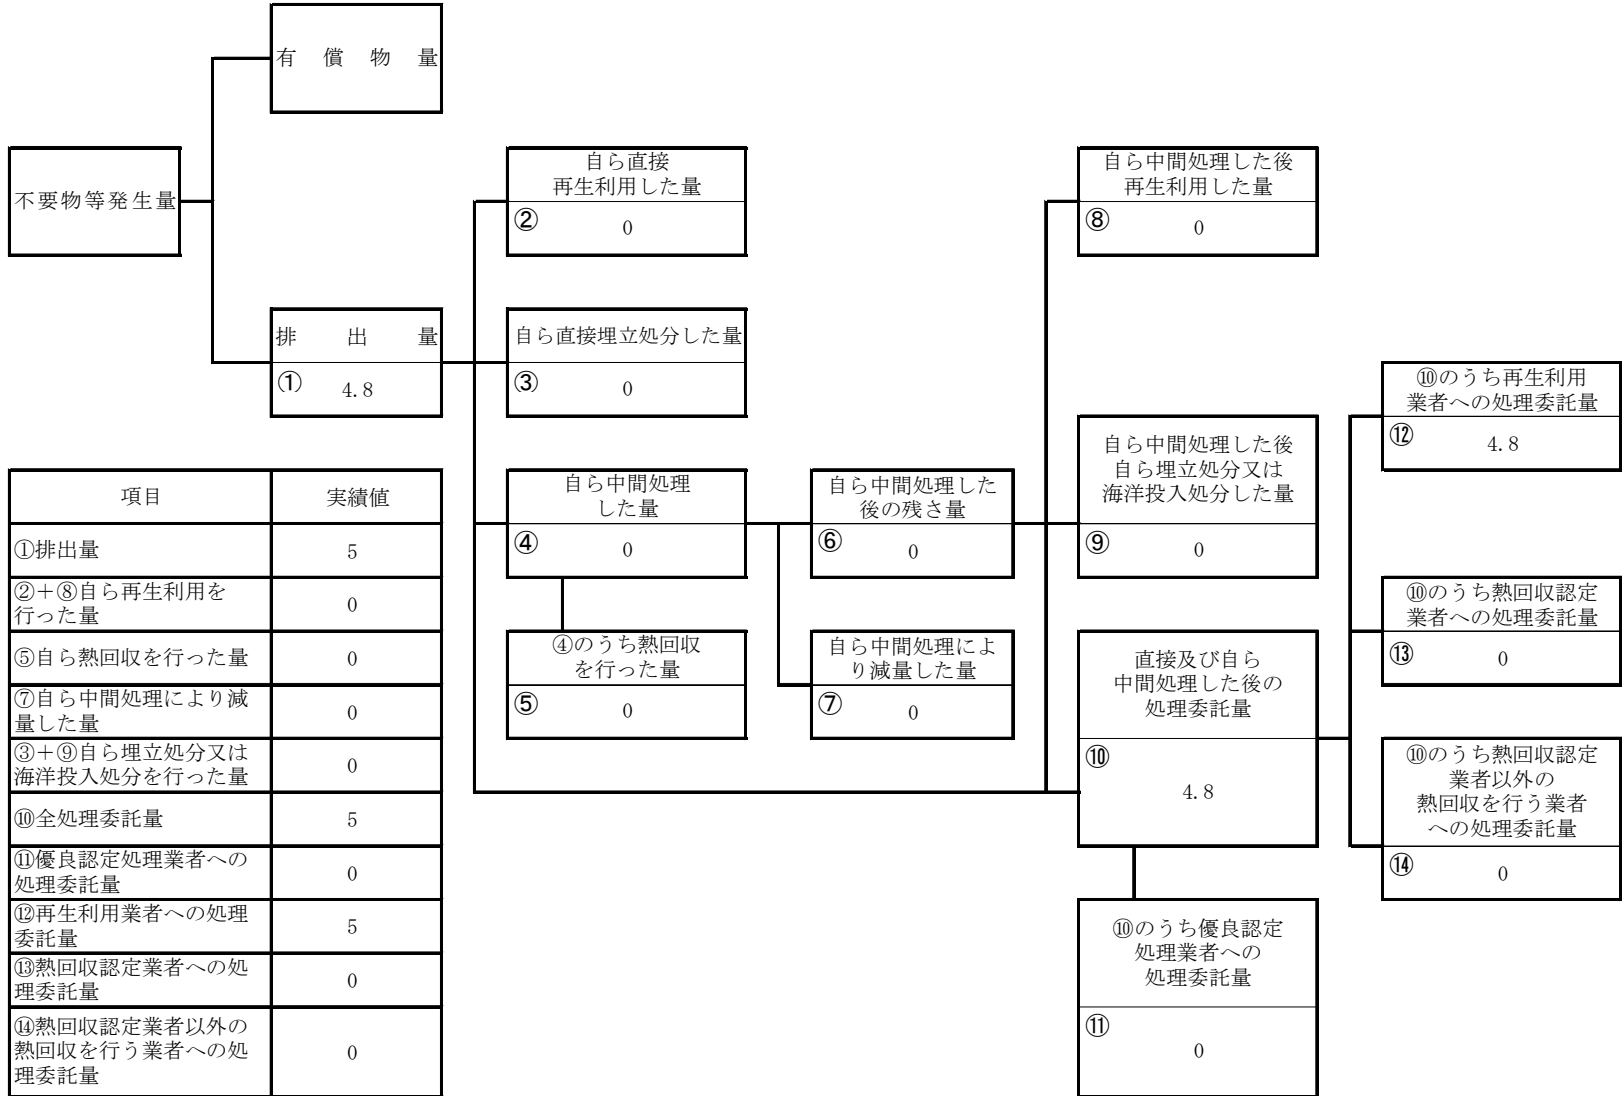 有償物量
不要物等発生量
排出量
① 4.8
自ら直接
再生利用した量
② 0
自ら直接埋立処分した量
③ 0
自ら中間処理
した量
④ 0
④のうち熱回収
を行った量
⑤ 0
自ら中間処理した
後の残さ量
⑥ 0
自ら中間処理によ
り減量した量
⑦ 0
自ら中間処理した後
再生利用した量
⑧ 0
自ら中間処理した後
自ら埋立処分又は
海洋投入処分した量
⑨ 0
直接及び自ら
中間処理した後の
処理委託量
⑩
4.8
⑩のうち優良認定
処理業者への
処理委託量
⑪
0
⑩のうち再生利用
業者への処理委託量
⑫ 4.8
⑩のうち熱回収認定
業者への処理委託量
⑬ 0
⑩のうち熱回収認定
業者以外の
熱回収を行う業者
への処理委託量
⑭ 0
項目 実績値
①排出量 5
②+⑧自ら再生利用を
行った量 0
⑤自ら熱回収を行った量 0
⑦自ら中間処理により減
量した量 0
③+⑨自ら埋立処分又は
海洋投入処分を行った量 0
⑩全処理委託量 5
⑪優良認定処理業者への
処理委託量 0
⑫再生利用業者への処理
委託量 5
⑬熱回収認定業者への処
理委託量 0
⑭熱回収認定業者以外の
熱回収を行う業者への処
理委託量 0